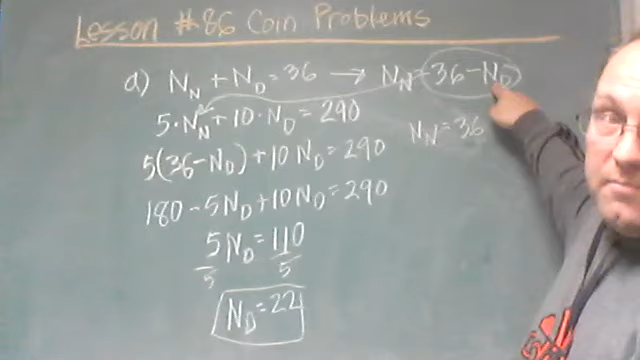 Lesson #86 Coin Problems
a) N_N + N_D = 36 → N_N = 36 - N_D
5·N_N + 10·N_D = 290
N_N = 36
5(36 - N_D) + 10 N_D = 290
180 - 5N_D + 10N_D = 290
5N_D = 110
5 5
N_D = 22